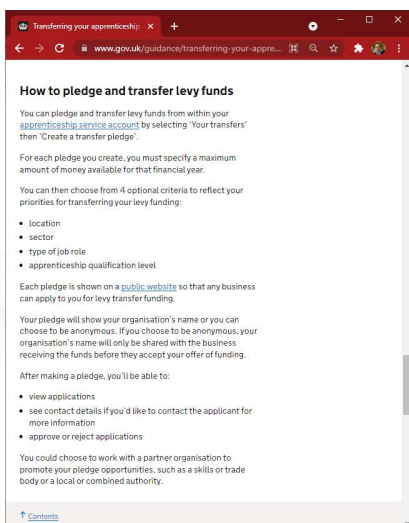 Transferring your apprenticeship
www.gov.uk/guidance/transferring-your-appre...
How to pledge and transfer levy funds
You can pledge and transfer levy funds from within your
apprenticeship service account by selecting 'Your transfers'
then 'Create a transfer pledge'.
For each pledge you create, you must specify a maximum
amount of money available for that financial year.
You can then choose from 4 optional criteria to reflect your
priorities for transferring your levy funding:
• location
• sector
• type of job role
• apprenticeship qualification level
Each pledge is shown on a public website so that any business
can apply to you for levy transfer funding.
Your pledge will show your organisation's name or you can
choose to be anonymous. If you choose to be anonymous, your
organisation's name will only be shared with the business
receiving the funds before they accept your offer of funding.
After making a pledge, you'll be able to:
• view applications
• see contact details if you'd like to contact the applicant for
more information
• approve or reject applications
You could choose to work with a partner organisation to
promote your pledge opportunities, such as a skills or trade
body or a local or combined authority.
↑ Contents